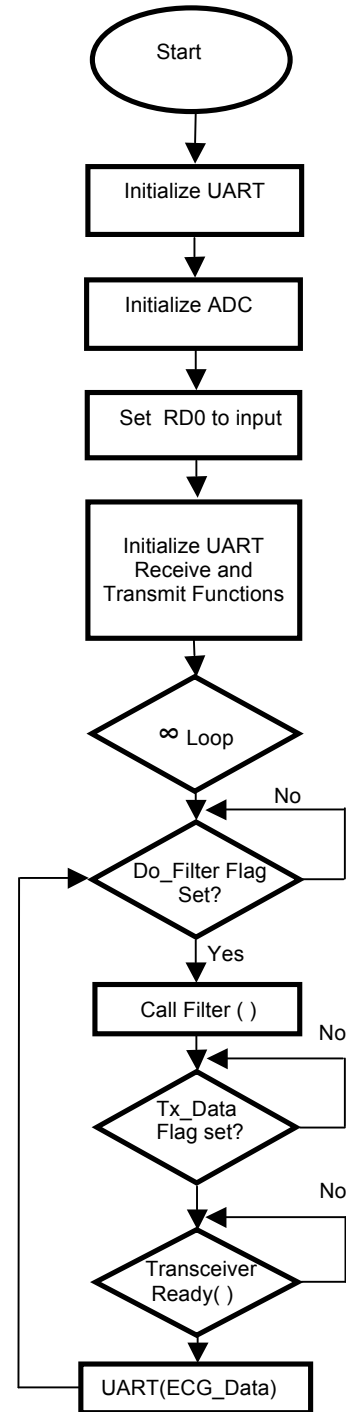 Start
Initialize UART
Initialize ADC
Set RD0 to input
Initialize UART
Receive and
Transmit Functions
∞ Loop
No
Do_Filter Flag
Set?
Yes
Call Filter ( )
No
Tx_Data
Flag set?
No
Transceiver
Ready( )
UART(ECG_Data)